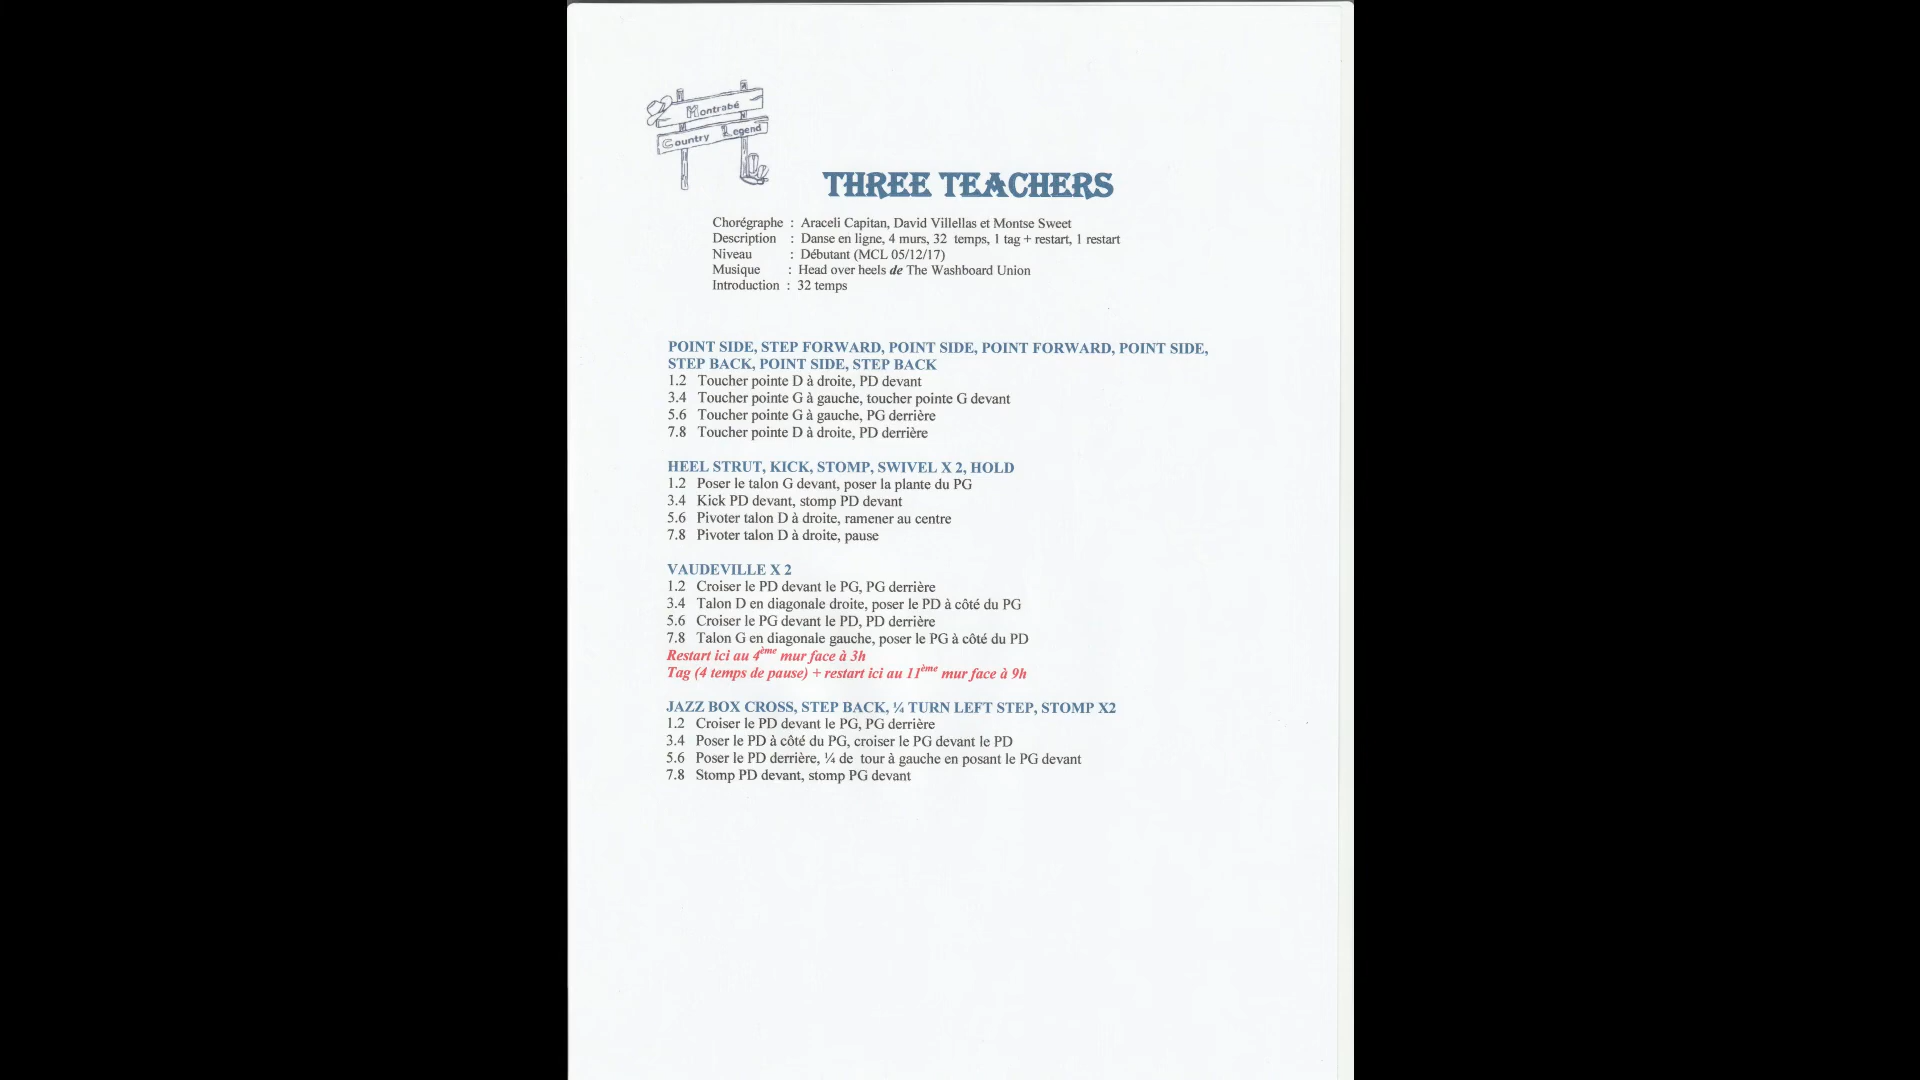 Montrabé
Country Legend
THREE TEACHERS
Chorégraphe : Araceli Capitan, David Villellas et Montse Sweet
Description : Danse en ligne, 4 murs, 32 temps, 1 tag + restart, 1 restart
Niveau : Débutant (MCL 05/12/17)
Musique : Head over heels de The Washboard Union
Introduction : 32 temps
POINT SIDE, STEP FORWARD, POINT SIDE, POINT FORWARD, POINT SIDE,
STEP BACK, POINT SIDE, STEP BACK
1.2 Toucher pointe D à droite, PD devant
3.4 Toucher pointe G à gauche, toucher pointe G devant
5.6 Toucher pointe G à gauche, PG derrière
7.8 Toucher pointe D à droite, PD derrière
HEEL STRUT, KICK, STOMP, SWIVEL X 2, HOLD
1.2 Poser le talon G devant, poser la plante du PG
3.4 Kick PD devant, stomp PD devant
5.6 Pivoter talon D à droite, ramener au centre
7.8 Pivoter talon D à droite, pause
VAUDEVILLE X 2
1.2 Croiser le PD devant le PG, PG derrière
3.4 Talon D en diagonale droite, poser le PD à côté du PG
5.6 Croiser le PG devant le PD, PD derrière
7.8 Talon G en diagonale gauche, poser le PG à côté du PD
Restart ici au 4ème mur face à 3h
Tag (4 temps de pause) + restart ici au 11ème mur face à 9h
JAZZ BOX CROSS, STEP BACK, ¼ TURN LEFT STEP, STOMP X2
1.2 Croiser le PD devant le PG, PG derrière
3.4 Poser le PD à côté du PG, croiser le PG devant le PD
5.6 Poser le PD derrière, ¼ de tour à gauche en posant le PG devant
7.8 Stomp PD devant, stomp PG devant